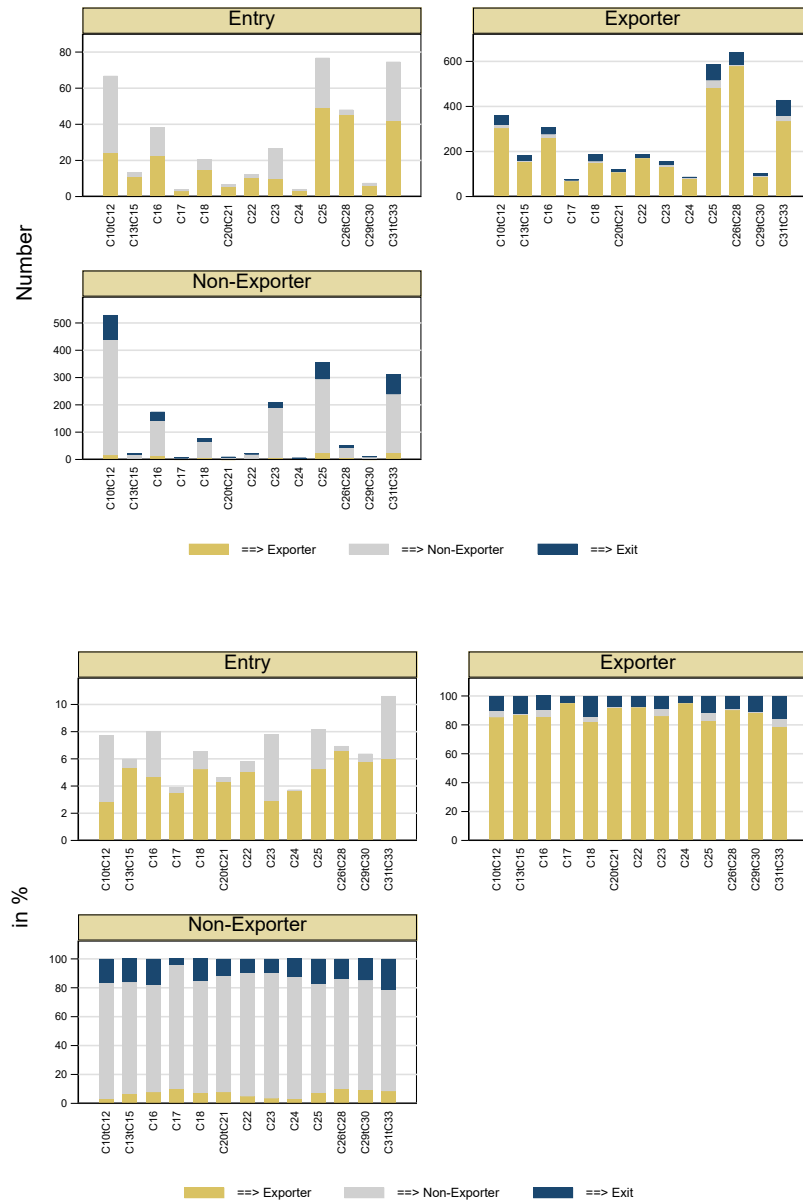 Entry
Exporter
80
60
40
20
0
600
400
200
0
C10tC12
C13tC15
C16
C17
C18
C20tC21
C22
C23
C24
C25
C26tC28
C29tC30
C31tC33
C10tC12
C13tC15
C16
C17
C18
C20tC21
C22
C23
C24
C25
C26tC28
C29tC30
C31tC33
Number
Non-Exporter
500
400
300
200
100
0
C10tC12
C13tC15
C16
C17
C18
C20tC21
C22
C23
C24
C25
C26tC28
C29tC30
C31tC33
==> Exporter ==> Non-Exporter ==> Exit
Entry
Exporter
10
8
6
4
2
0
100
80
60
40
20
0
C10tC12
C13tC15
C16
C17
C18
C20tC21
C22
C23
C24
C25
C26tC28
C29tC30
C31tC33
C10tC12
C13tC15
C16
C17
C18
C20tC21
C22
C23
C24
C25
C26tC28
C29tC30
C31tC33
in %
Non-Exporter
100
80
60
40
20
0
C10tC12
C13tC15
C16
C17
C18
C20tC21
C22
C23
C24
C25
C26tC28
C29tC30
C31tC33
==> Exporter ==> Non-Exporter ==> Exit